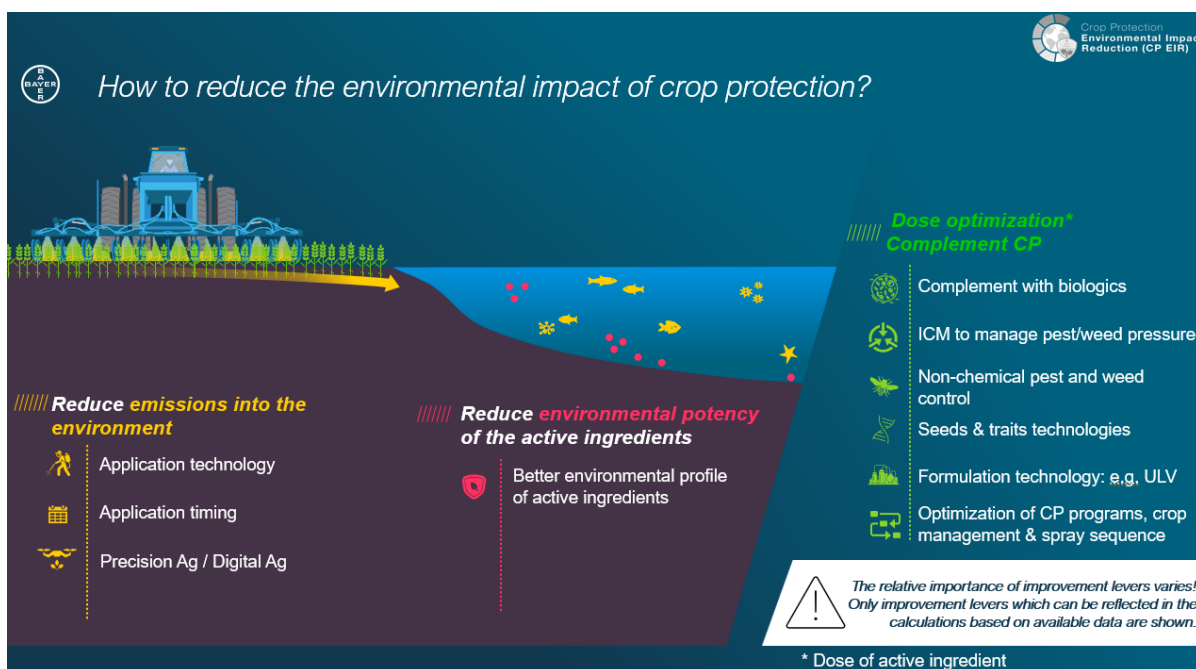 Crop Protection
Environmental Impac
Reduction (CP EIR)
BAYER
BAYER
How to reduce the environmental impact of crop protection?
Dose optimization*
Complement CP
Complement with biologics
ICM to manage pest/weed pressure
Non-chemical pest and weed
control
Seeds & traits technologies
Formulation technology: e.g, ULV
Optimization of CP programs, crop
management & spray sequence
Reduce emissions into the
environment
Application technology
Application timing
Precision Ag / Digital Ag
Reduce environmental potency
of the active ingredients
Better environmental profile
of active ingredients
The relative importance of improvement levers varies!
Only improvement levers which can be reflected in the
calculations based on available data are shown.
* Dose of active ingredient